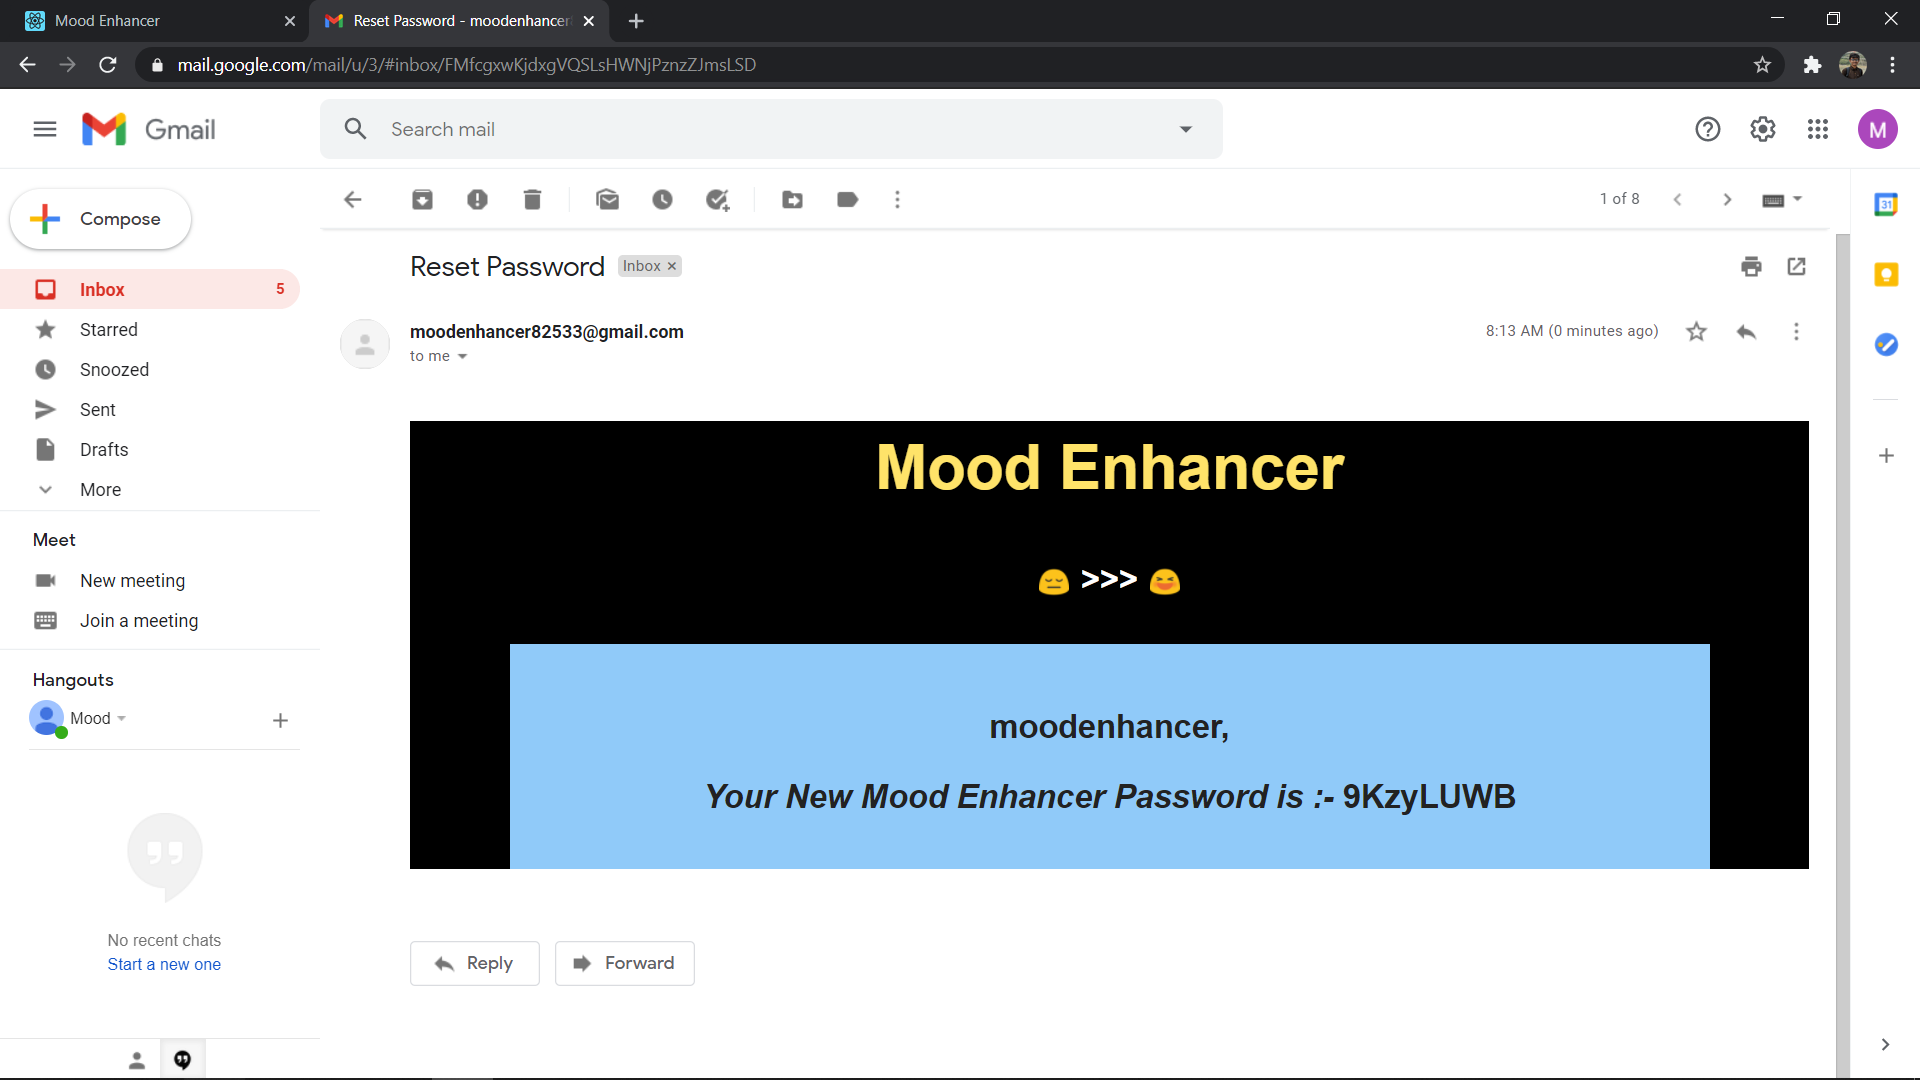 Mood Enhancer
Reset Password - moodenhancer
mail.google.com/mail/u/3/#inbox/FMfcgxwKjdxgVQSLsHWNjPznzZJmsLSD
Gmail
Search mail
M
Compose
1 of 8
31
Reset Password Inbox ×
Inbox 5
Starred
Snoozed
Sent
Drafts
More
moodenhancer82533@gmail.com
8:13 AM (0 minutes ago)
to me
Mood Enhancer
😔 >>> 😆
moodenhancer,
Your New Mood Enhancer Password is :- 9KzyLUWB
Meet
New meeting
Join a meeting
Hangouts
Mood
No recent chats
Start a new one
Reply
Forward